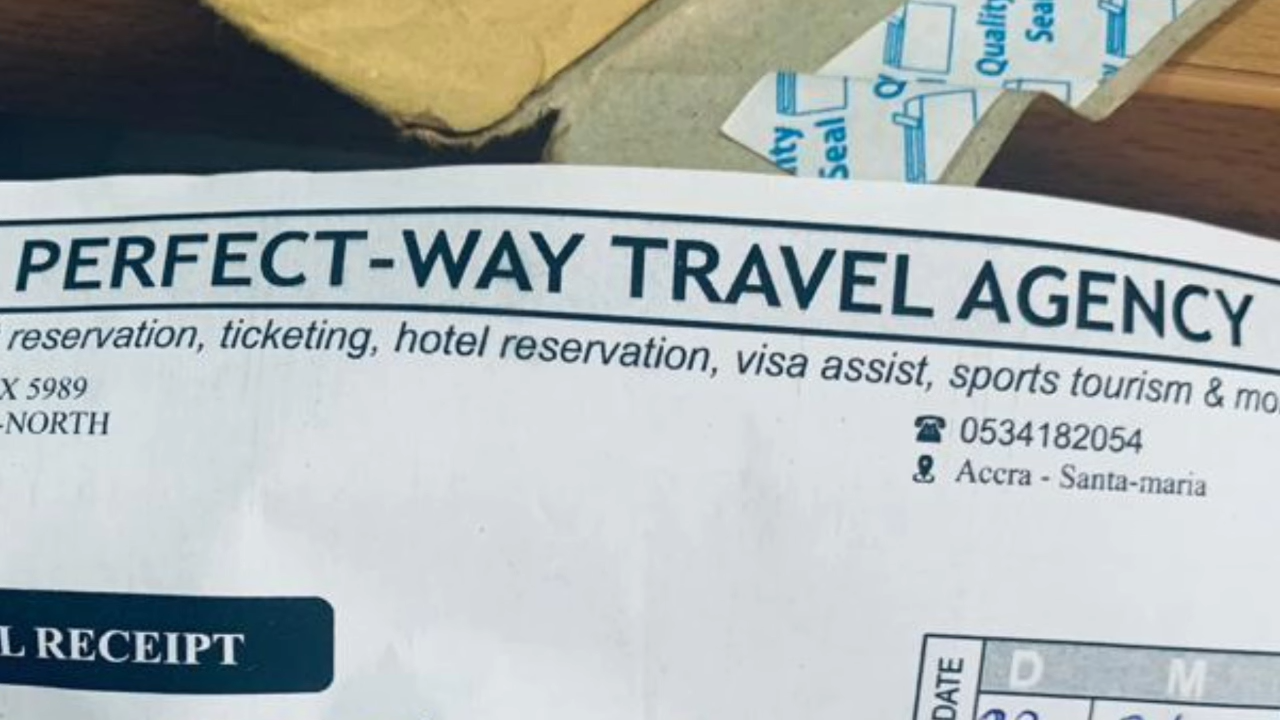 Quality
Seal
Quality
Seal
PERFECT-WAY TRAVEL AGENCY
reservation, ticketing, hotel reservation, visa assist, sports tourism &
X 5989
-NORTH
0534182054
Accra - Santa-maria
L RECEIPT
DATE
D M